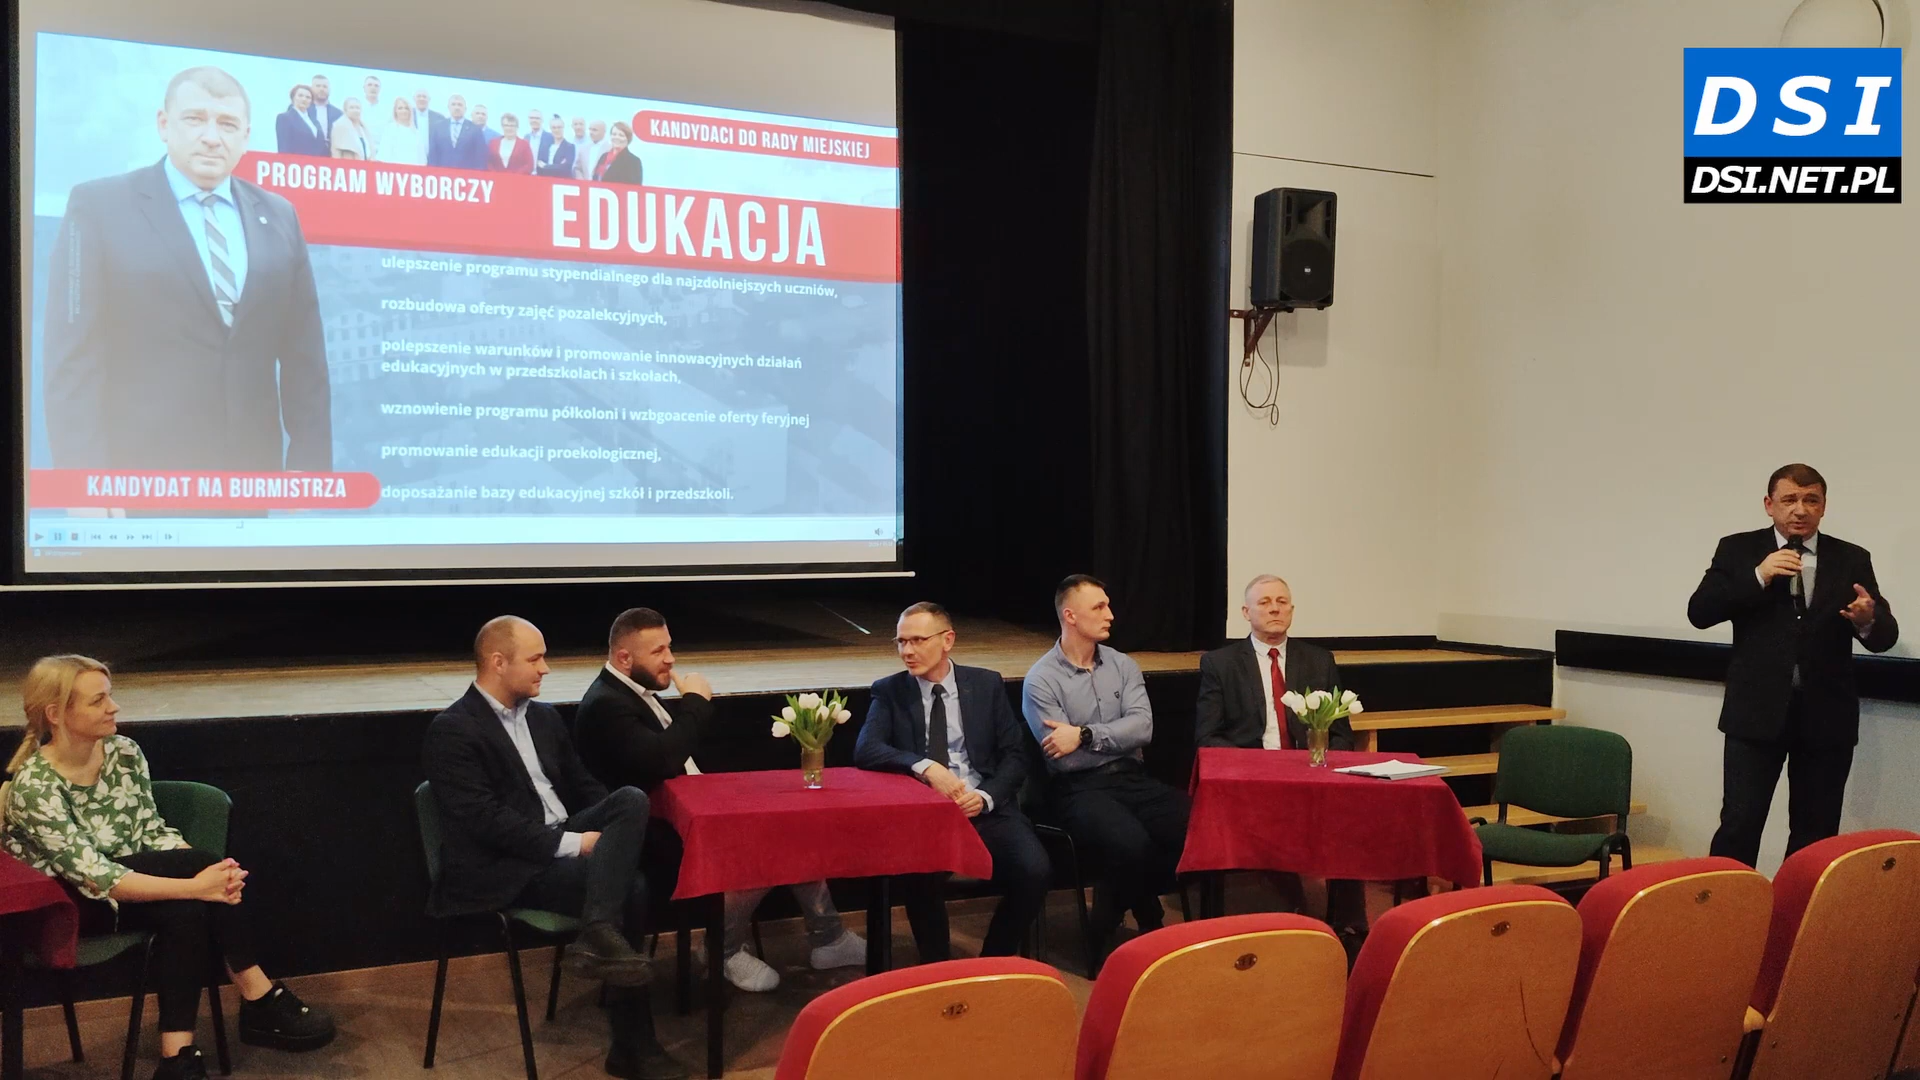 DSI
DSI.NET.PL
KANDYDACI DO RADY MIEJSKIEJ
PROGRAM WYBORCZY
EDUKACJA
ulepszenie programu stypendialnego dla najzdolniejszych uczniów,
rozbudowa oferty zajęć pozalekcyjnych,
polepszenie warunków i promowanie innowacyjnych działań
edukacyjnych w przedszkolach i szkołach,
wznowienie programu półkoloni i wzbgoacenie oferty feryjnej
promowanie edukacji proekologicznej,
doposażanie bazy edukacyjnej szkół i przedszkoli.
KANDYDAT NA BURMISTRZA
12
11